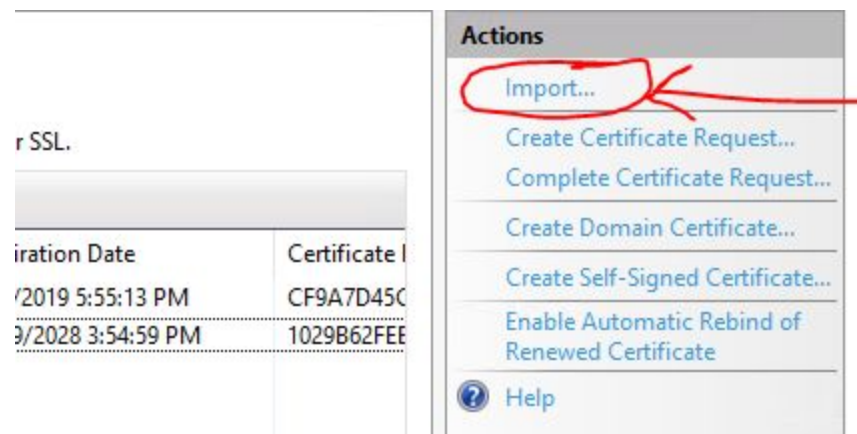 r SSL.
iration Date Certificate
/2019 5:55:13 PM CF9A7D45C
9/2028 3:54:59 PM 1029B62FEE
Actions
Import...
Create Certificate Request...
Complete Certificate Request...
Create Domain Certificate...
Create Self-Signed Certificate...
Enable Automatic Rebind of
Renewed Certificate
Help